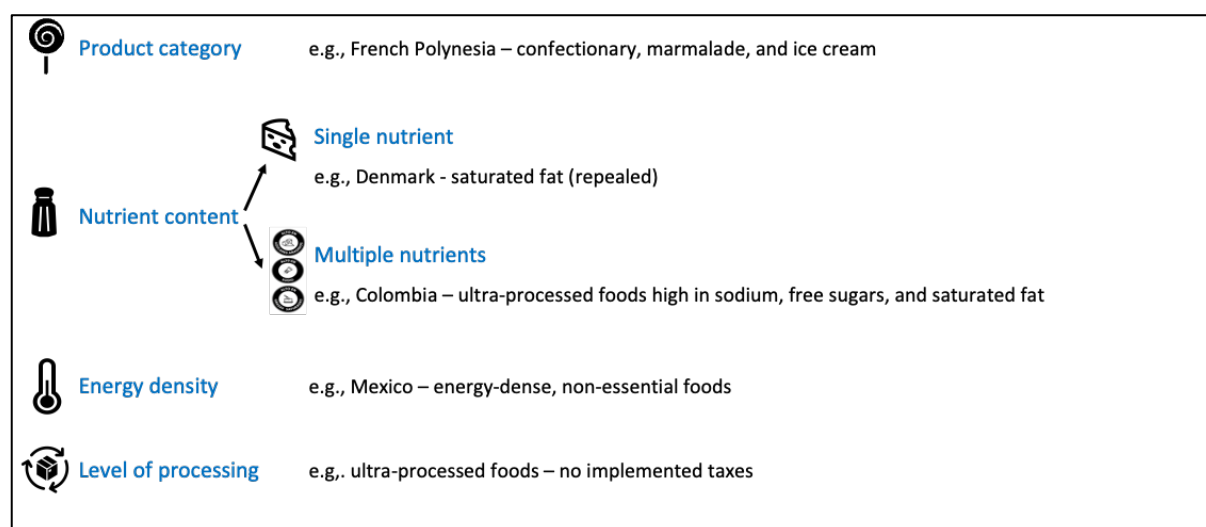 Product category e.g., French Polynesia – confectionary, marmalade, and ice cream
Single nutrient
e.g., Denmark - saturated fat (repealed)
Nutrient content
Multiple nutrients
e.g., Colombia – ultra-processed foods high in sodium, free sugars, and saturated fat
Energy density e.g., Mexico – energy-dense, non-essential foods
Level of processing e.g,. ultra-processed foods – no implemented taxes